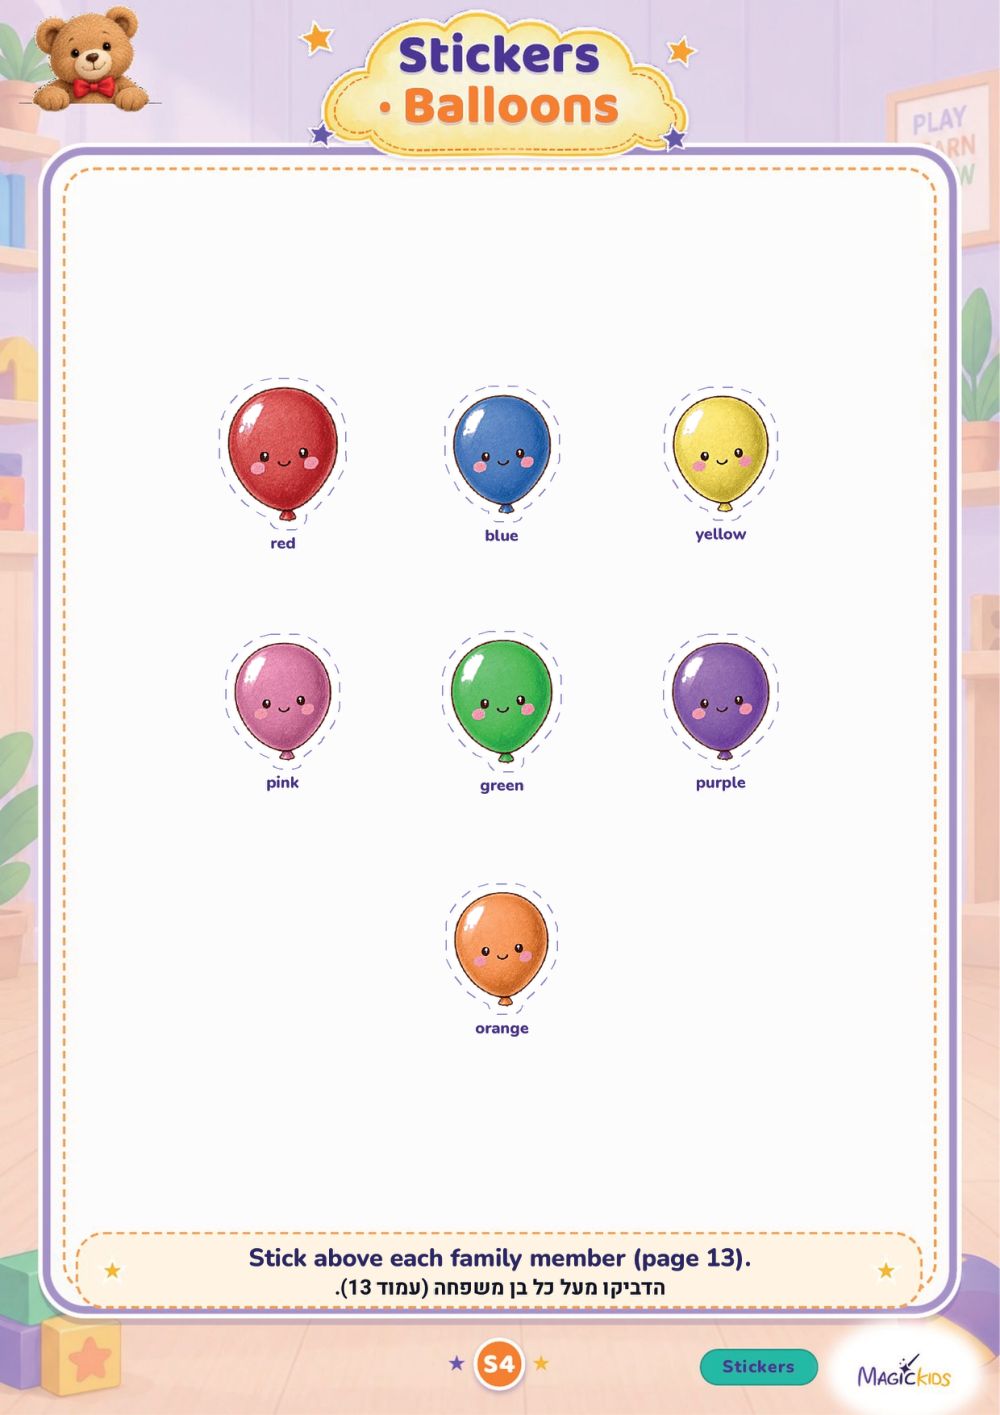 Stickers
• Balloons
PLAY
red
blue
yellow
pink
green
purple
orange
Stick above each family member (page 13).
הדביקו מעל כל בן משפחה (עמוד 13).
S4
Stickers
MAGICKIDS